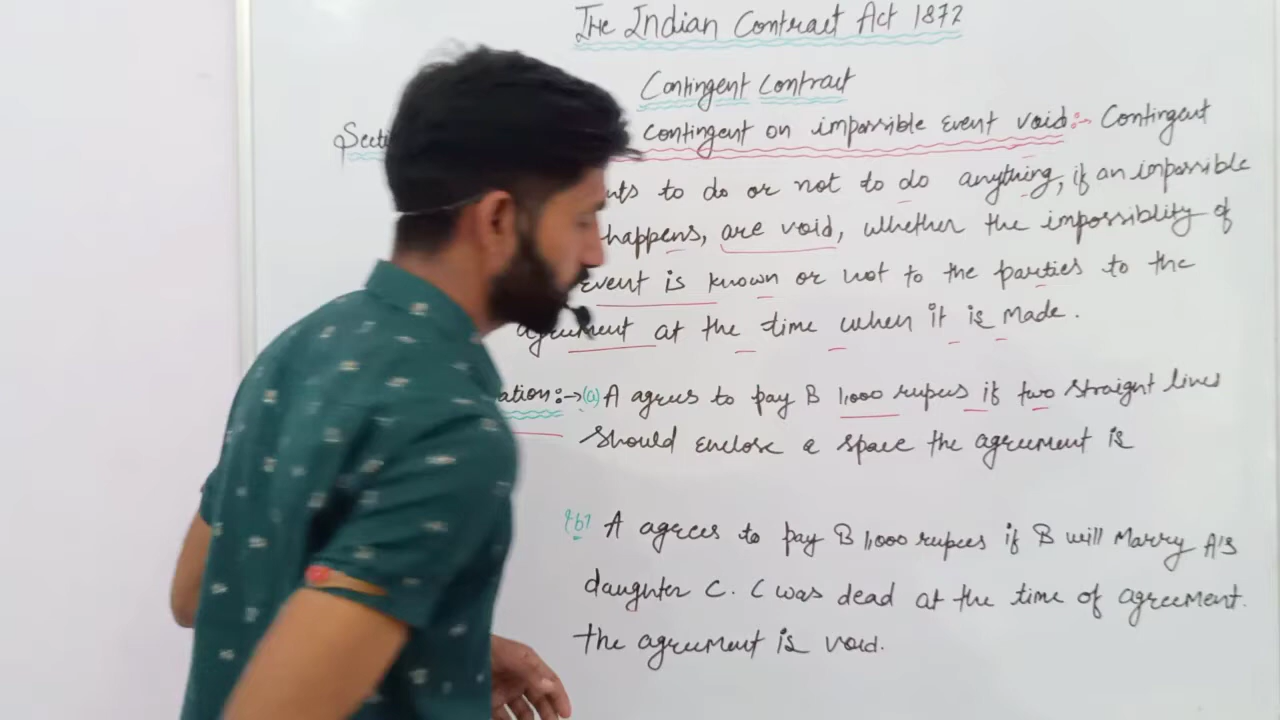 The Indian Contract Act 1872
Contingent Contract
contingent on impossible Event void:- Contingent
to do or not to do anything, if an impossible
happens, are void, whether the impossiblity of
event is known or not to the parties to the
agreement at the time when it is Made.
(a) A agrees to pay B 1,000 rupees if two straight lines
should enclose a space the agreement is
(b) A agrees to pay B 1,000 rupees if B will Marry A's
daughter C. C was dead at the time of agreement.
the agreement is void.